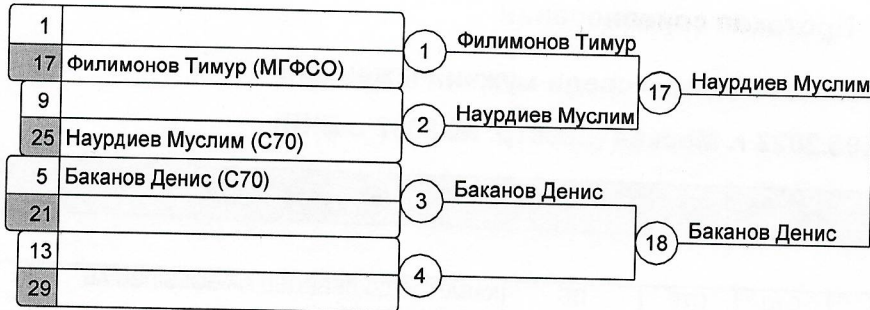 1
17 Филимонов Тимур (МГФСО)
9
25 Наурдиев Муслим (С70)
5 Баканов Денис (С70)
21
13
29
1 Филимонов Тимур
2 Наурдиев Муслим
3 Баканов Денис
4
17 Наурдиев Муслим
18 Баканов Денис